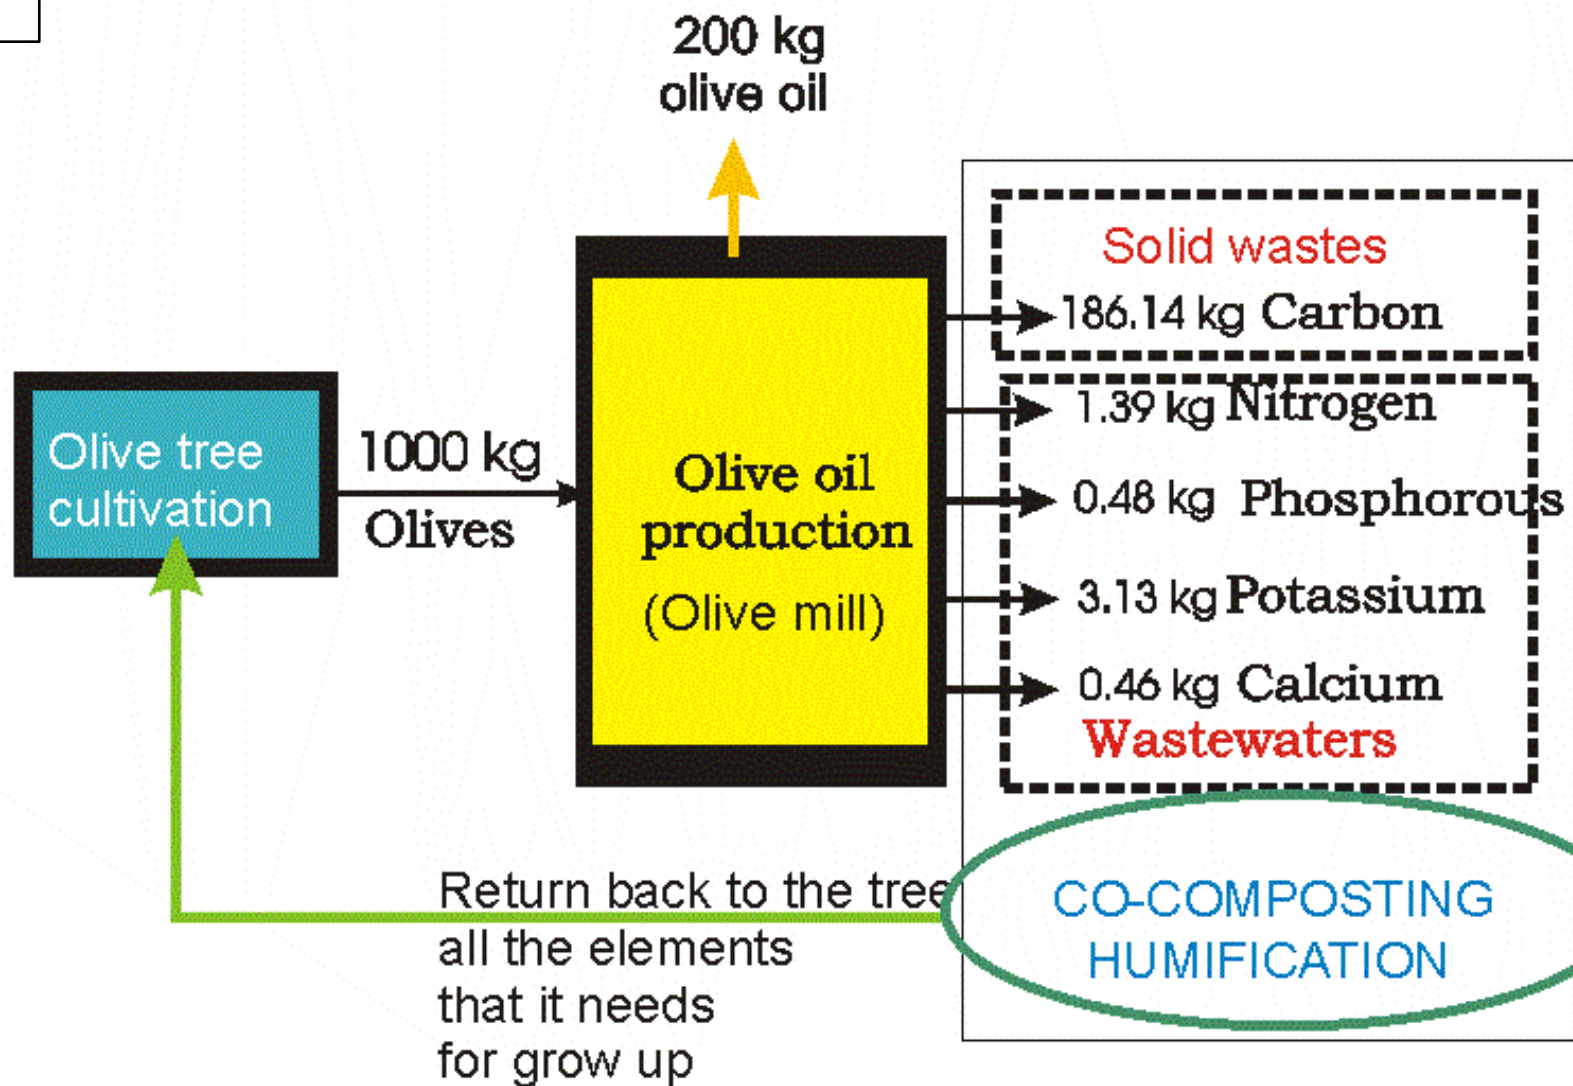 200 kg
olive oil
Solid wastes
186.14 kg Carbon
1.39 kg Nitrogen
0.48 kg Phosphorous
3.13 kg Potassium
0.46 kg Calcium
Wastewaters
Olive tree
cultivation
1000 kg
Olives
Olive oil
production
(Olive mill)
Return back to the tree
all the elements
that it needs
for grow up
CO-COMPOSTING
HUMIFICATION